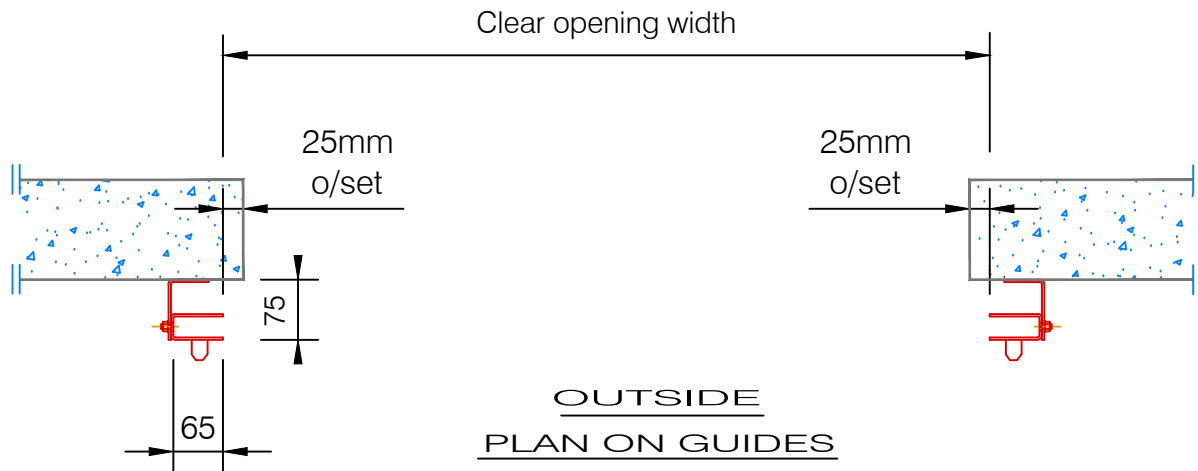 Clear opening width
25mm
o/set
25mm
o/set
75
65
OUTSIDE
PLAN ON GUIDES